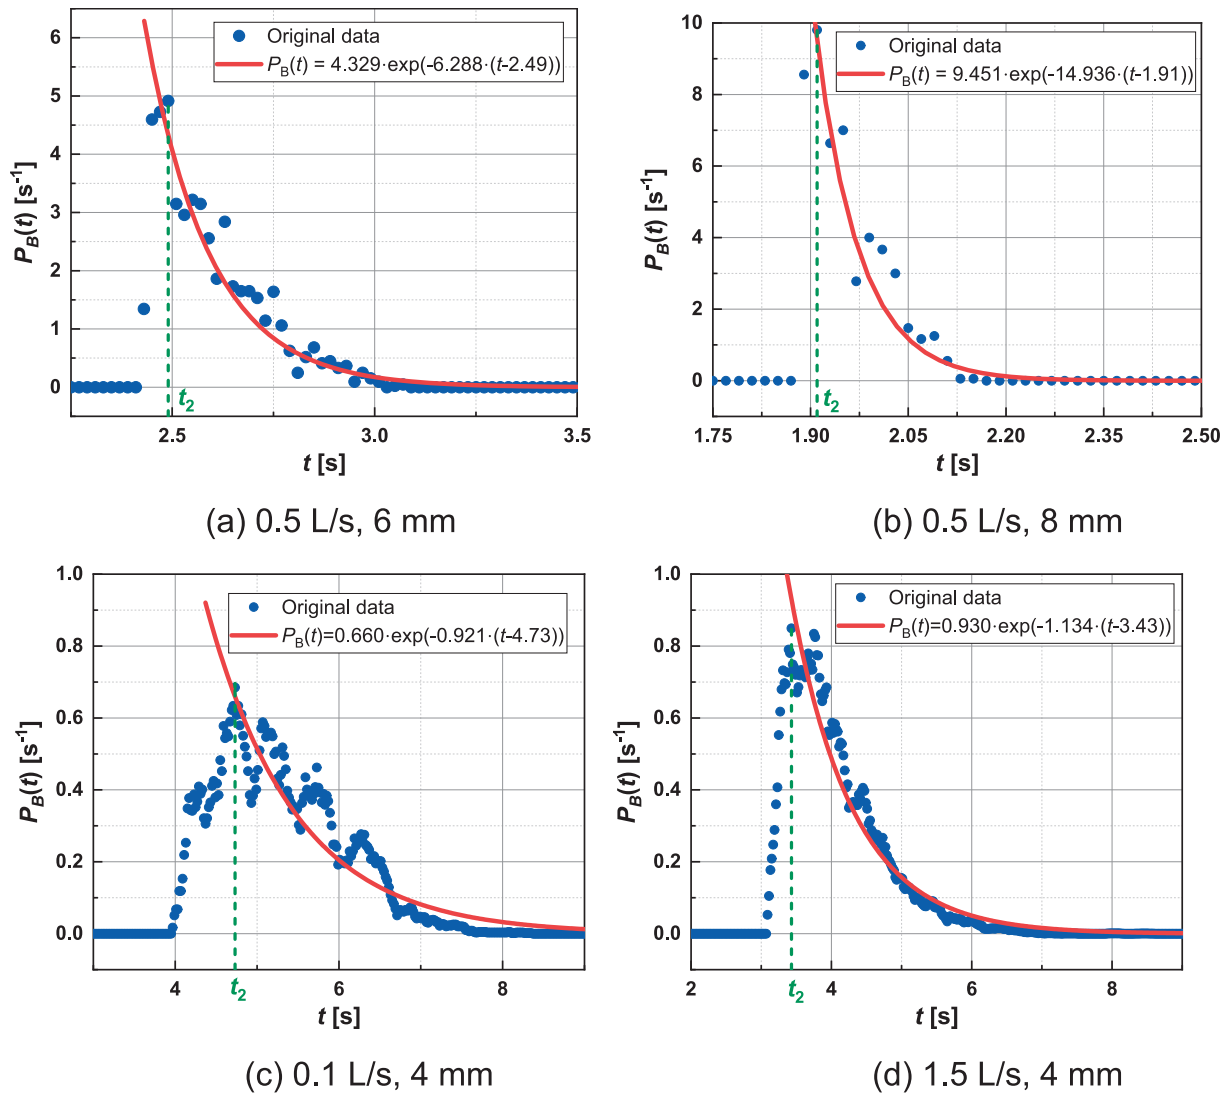 Original data
P_B(t) = 4.329·exp(-6.288·(t-2.49))
6
5
4
3
2
1
0
P_B(t) [s⁻¹]
t₂
2.5
3.0
3.5
t [s]
(a) 0.5 L/s, 6 mm
Original data
P_B(t) = 9.451·exp(-14.936·(t-1.91))
10
8
6
4
2
0
P_B(t) [s⁻¹]
t₂
1.75
1.90
2.05
2.20
2.35
2.50
t [s]
(b) 0.5 L/s, 8 mm
Original data
P_B(t)=0.660·exp(-0.921·(t-4.73))
1.0
0.8
0.6
0.4
0.2
0.0
P_B(t) [s⁻¹]
t₂
4
6
8
t [s]
(c) 0.1 L/s, 4 mm
Original data
P_B(t)=0.930·exp(-1.134·(t-3.43))
1.0
0.8
0.6
0.4
0.2
0.0
P_B(t) [s⁻¹]
t₂
2
4
6
8
t [s]
(d) 1.5 L/s, 4 mm